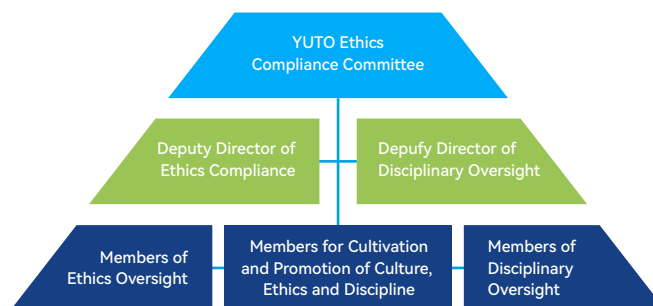 YUTO Ethics
Compliance Committee
Deputy Director of
Ethics Compliance
Depufy Director of
Disciplinary Oversight
Members of
Ethics Oversight
Members for Cultivation
and Promotion of Culture,
Ethics and Discipline
Members of
Disciplinary
Oversight